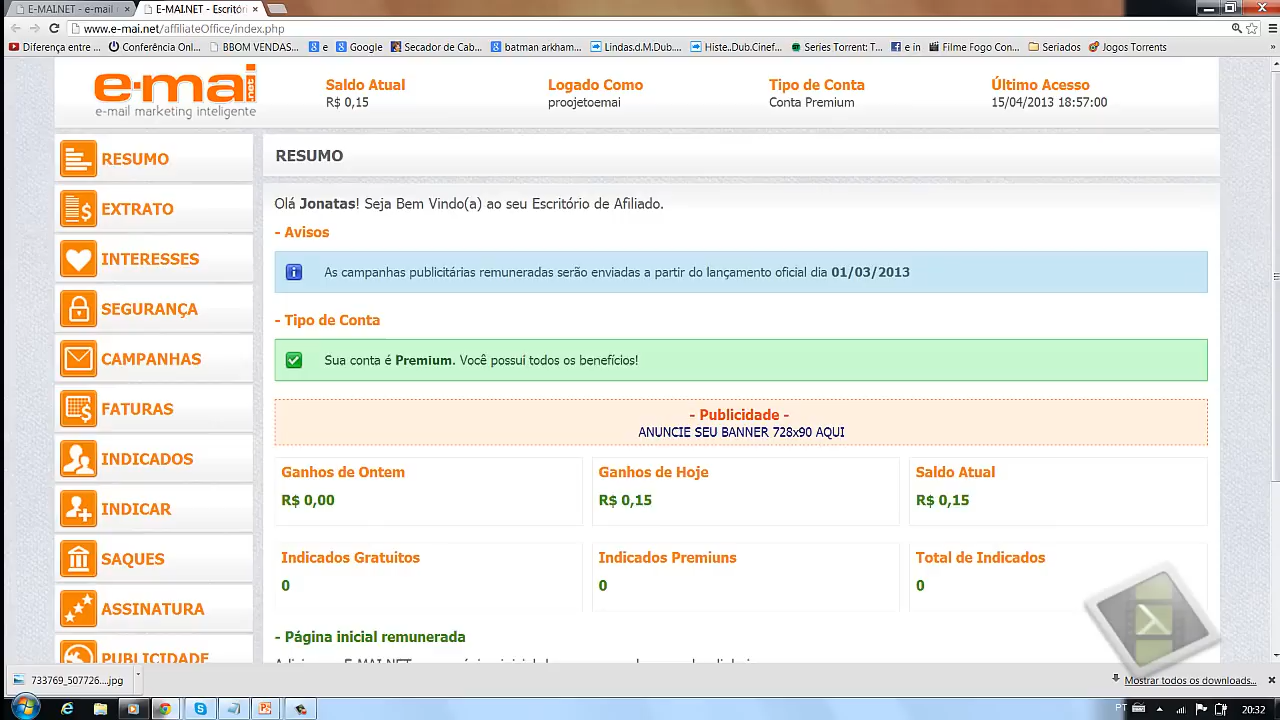 E-MAI.NET - e-mail
E-MAI.NET - Escritóri
www.e-mai.net/affiliateOffice/index.php
Diferença entre ...
Conferência Onl...
BBOM VENDAS...
e
Google
Secador de Cab...
batman arkham...
Lindas.d.M.Dub...
Histe..Dub.Cinef...
Series Torrent: T...
e in
Filme Fogo Con...
Seriados
Jogos Torrents
e-mai.net
e-mail marketing inteligente
Saldo Atual
R$ 0,15
Logado Como
proojetoemai
Tipo de Conta
Conta Premium
Último Acesso
15/04/2013 18:57:00
RESUMO
EXTRATO
INTERESSES
SEGURANÇA
CAMPANHAS
FATURAS
INDICADOS
INDICAR
SAQUES
ASSINATURA
PUBLICIDADE
RESUMO
Olá Jonatas! Seja Bem Vindo(a) ao seu Escritório de Afiliado.
- Avisos
As campanhas publicitárias remuneradas serão enviadas a partir do lançamento oficial dia 01/03/2013
- Tipo de Conta
Sua conta é Premium. Você possui todos os benefícios!
- Publicidade -
ANUNCIE SEU BANNER 728x90 AQUI
Ganhos de Ontem
R$ 0,00
Ganhos de Hoje
R$ 0,15
Saldo Atual
R$ 0,15
Indicados Gratuitos
0
Indicados Premiuns
0
Total de Indicados
0
- Página inicial remunerada
733769_507726...jpg
Mostrar todos os downloads...
PT
20:32